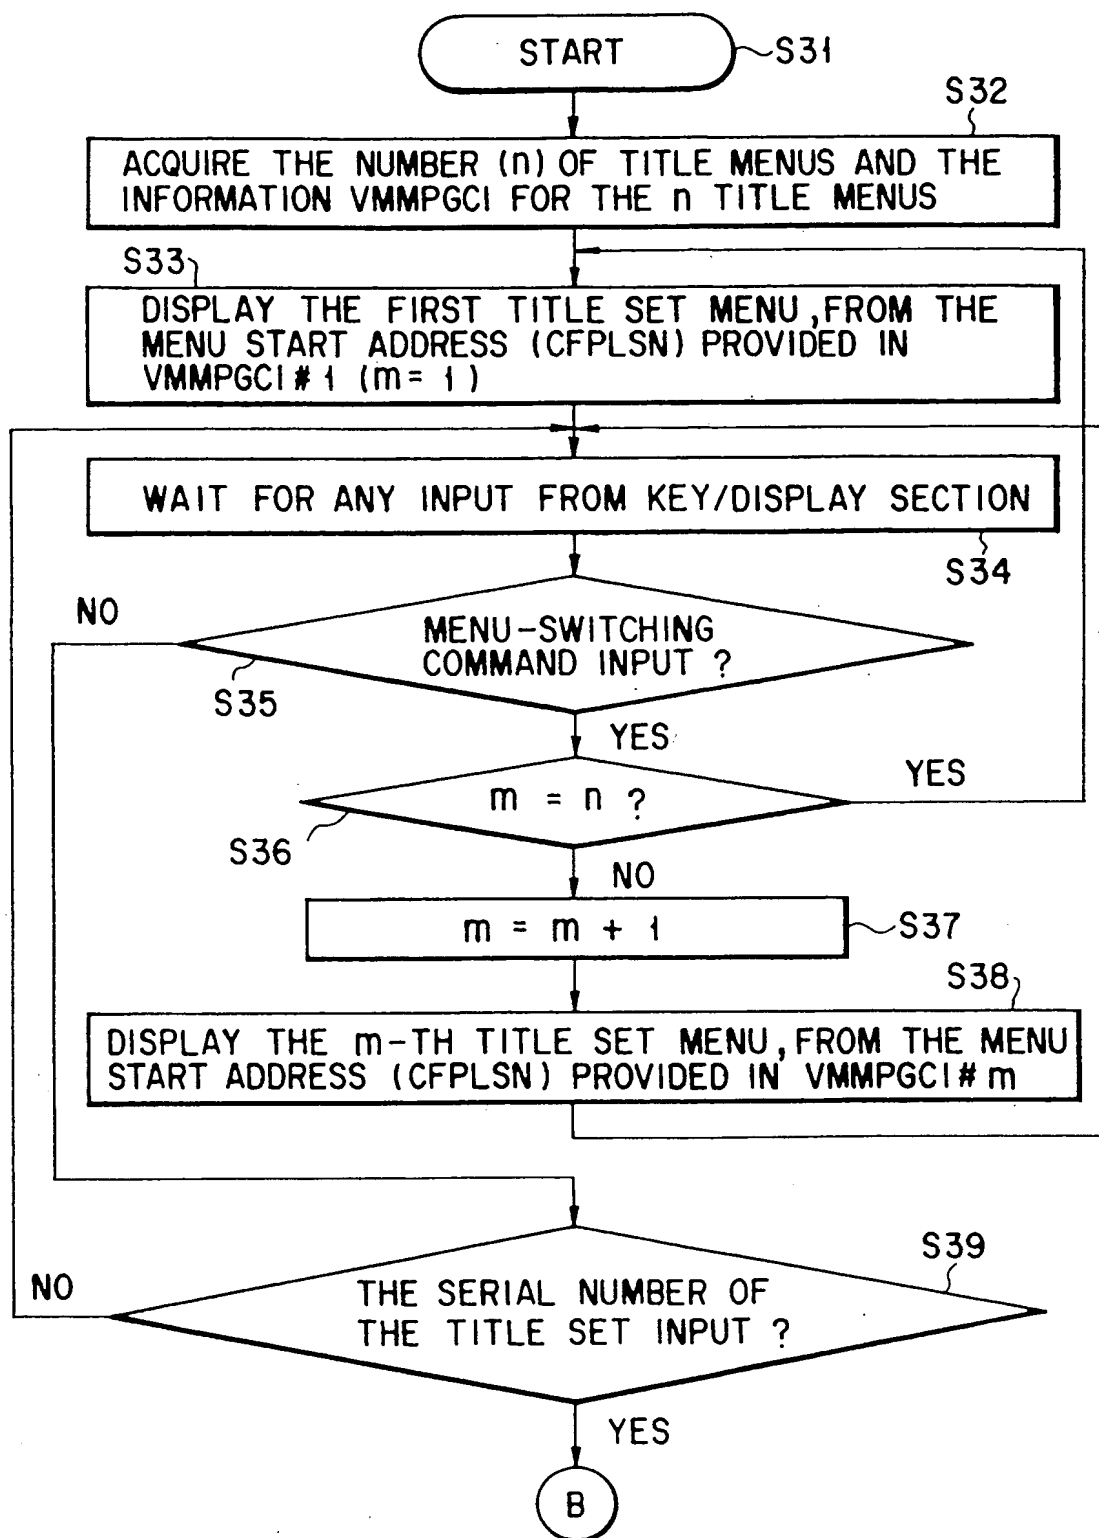 START
S31
S32
ACQUIRE THE NUMBER (n) OF TITLE MENUS AND THE
INFORMATION VMMPGCI FOR THE n TITLE MENUS
S33
DISPLAY THE FIRST TITLE SET MENU, FROM THE
MENU START ADDRESS (CFPLSN) PROVIDED IN
VMMPGCI # 1 (m = 1)
WAIT FOR ANY INPUT FROM KEY/DISPLAY SECTION
S34
NO
MENU-SWITCHING
COMMAND INPUT ?
S35
YES
m = n ?
YES
S36
NO
m = m + 1
S37
S38
DISPLAY THE m-TH TITLE SET MENU, FROM THE MENU
START ADDRESS (CFPLSN) PROVIDED IN VMMPGCI # m
S39
NO
THE SERIAL NUMBER OF
THE TITLE SET INPUT ?
YES
B